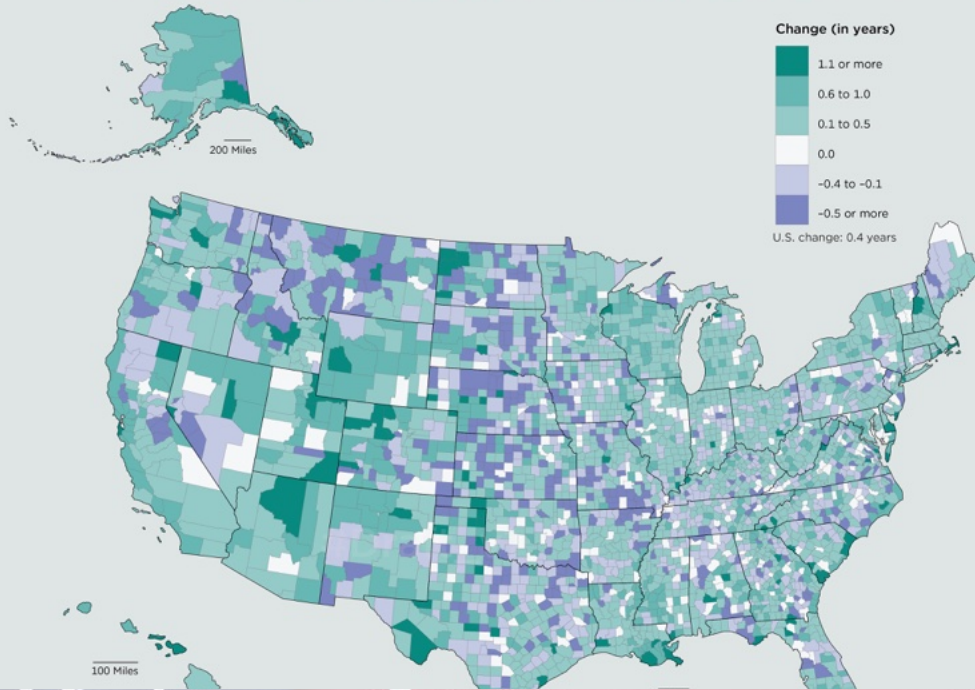 Change (in years)
1.1 or more
0.6 to 1.0
0.1 to 0.5
0.0
–0.4 to –0.1
–0.5 or more
U.S. change: 0.4 years
200 Miles
100 Miles